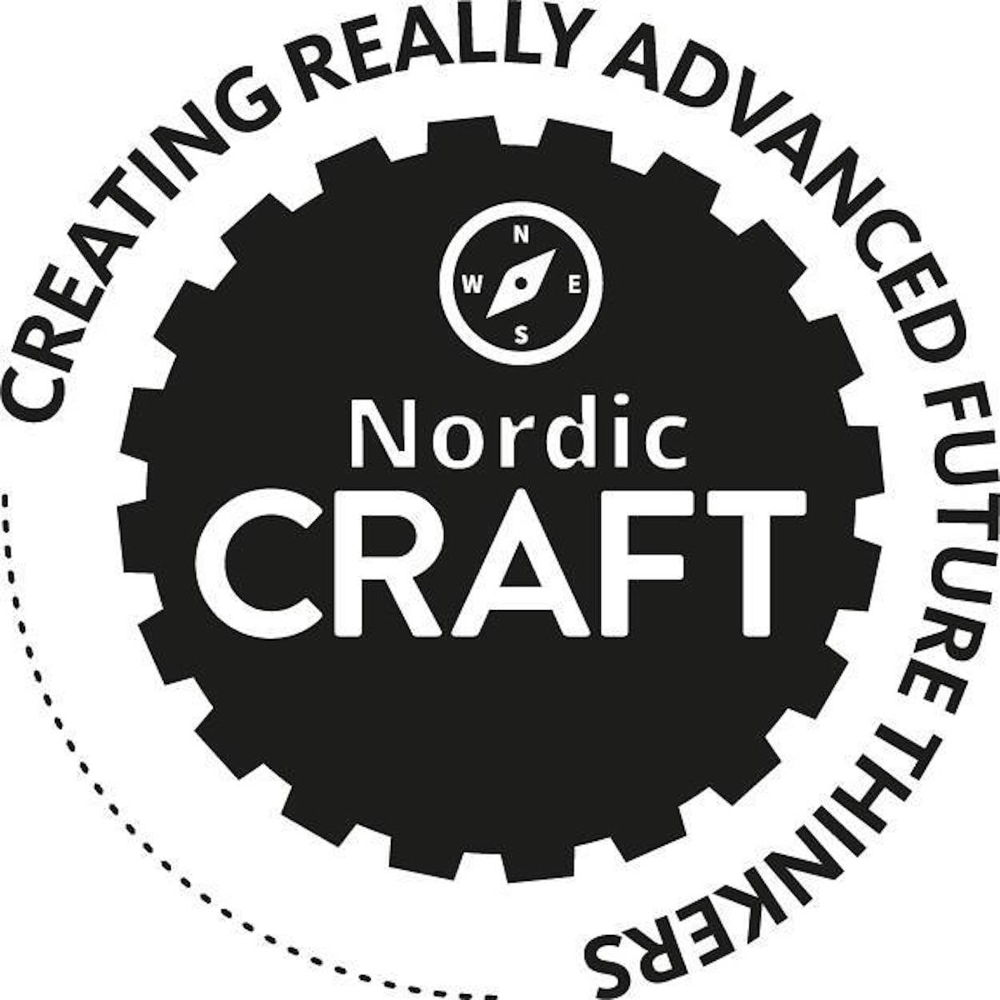 CREATING REALLY ADVANCED FUTURE THINKERS
N
W E
S
Nordic
CRAFT